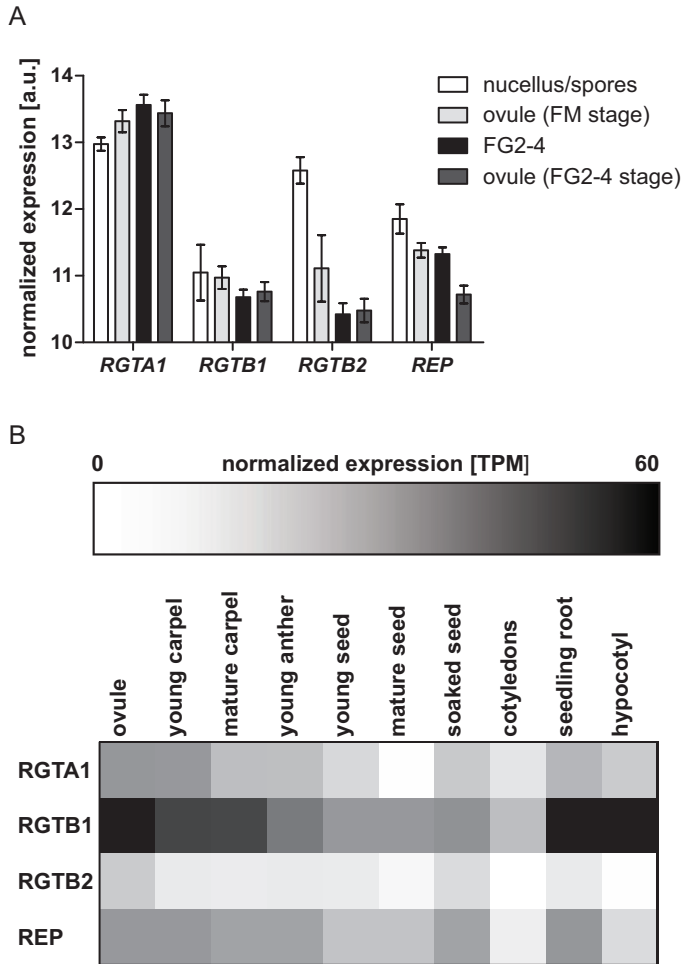 A
normalized expression [a.u.]
14
13
12
11
10
nucellus/spores
ovule (FM stage)
FG2-4
ovule (FG2-4 stage)
RGTA1 RGTB1 RGTB2 REP
B
0 normalized expression [TPM] 60
ovule
young carpel
mature carpel
young anther
young seed
mature seed
soaked seed
cotyledons
seedling root
hypocotyl
RGTA1
RGTB1
RGTB2
REP